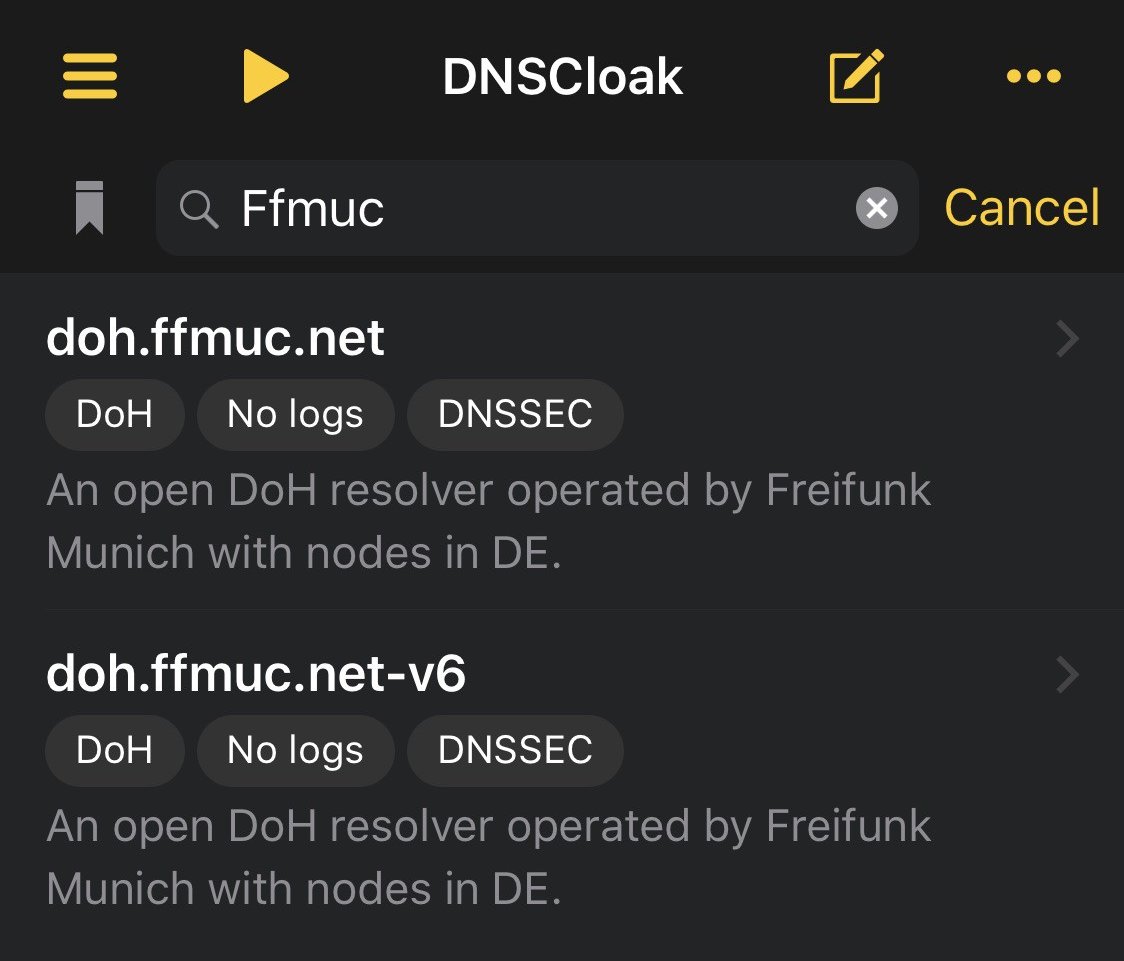 DNSCloak
Ffmuc
Cancel
doh.ffmuc.net
DoH No logs DNSSEC
An open DoH resolver operated by Freifunk
Munich with nodes in DE.
doh.ffmuc.net-v6
DoH No logs DNSSEC
An open DoH resolver operated by Freifunk
Munich with nodes in DE.